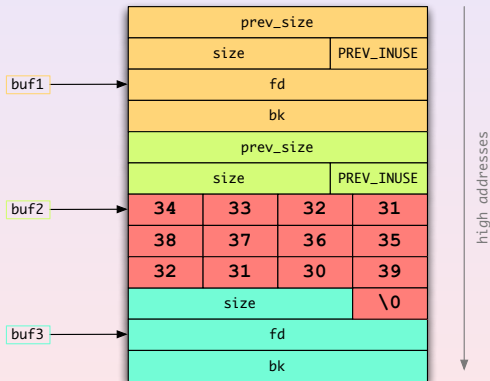 prev_size
size PREV_INUSE
buf1 fd
bk
prev_size
size PREV_INUSE
buf2 34 33 32 31
38 37 36 35
32 31 30 39
size \0
buf3 fd
bk
high addresses